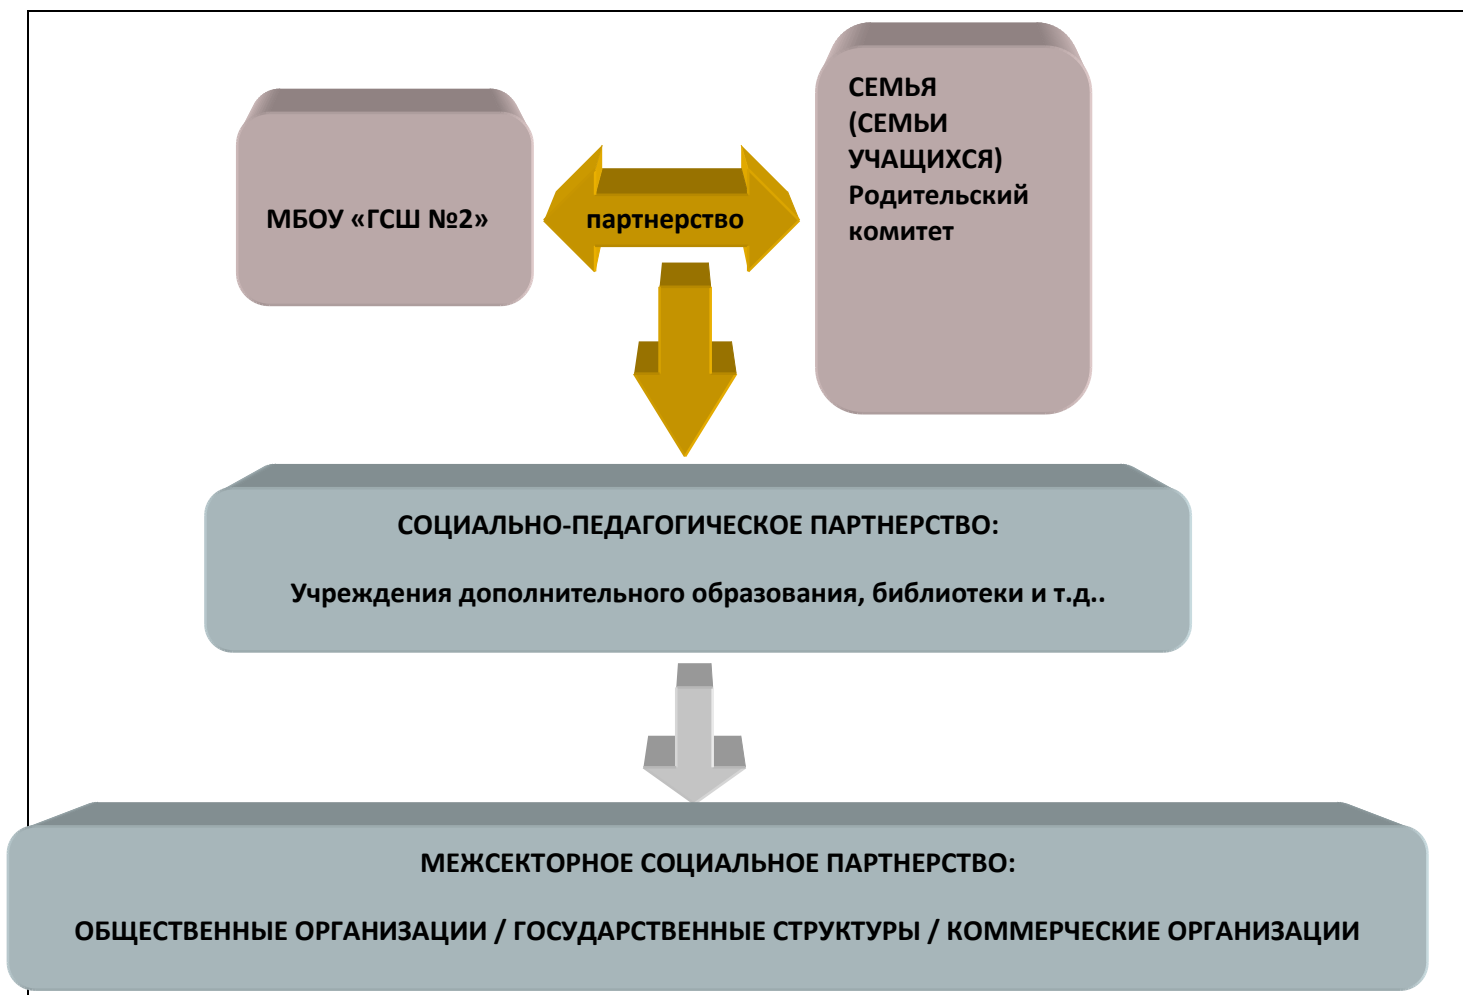 МБОУ «ГСШ №2»
партнерство
СЕМЬЯ
(СЕМЬИ
УЧАЩИХСЯ)
Родительский
комитет
СОЦИАЛЬНО-ПЕДАГОГИЧЕСКОЕ ПАРТНЕРСТВО:
Учреждения дополнительного образования, библиотеки и т.д..
МЕЖСЕКТОРНОЕ СОЦИАЛЬНОЕ ПАРТНЕРСТВО:
ОБЩЕСТВЕННЫЕ ОРГАНИЗАЦИИ / ГОСУДАРСТВЕННЫЕ СТРУКТУРЫ / КОММЕРЧЕСКИЕ ОРГАНИЗАЦИИ